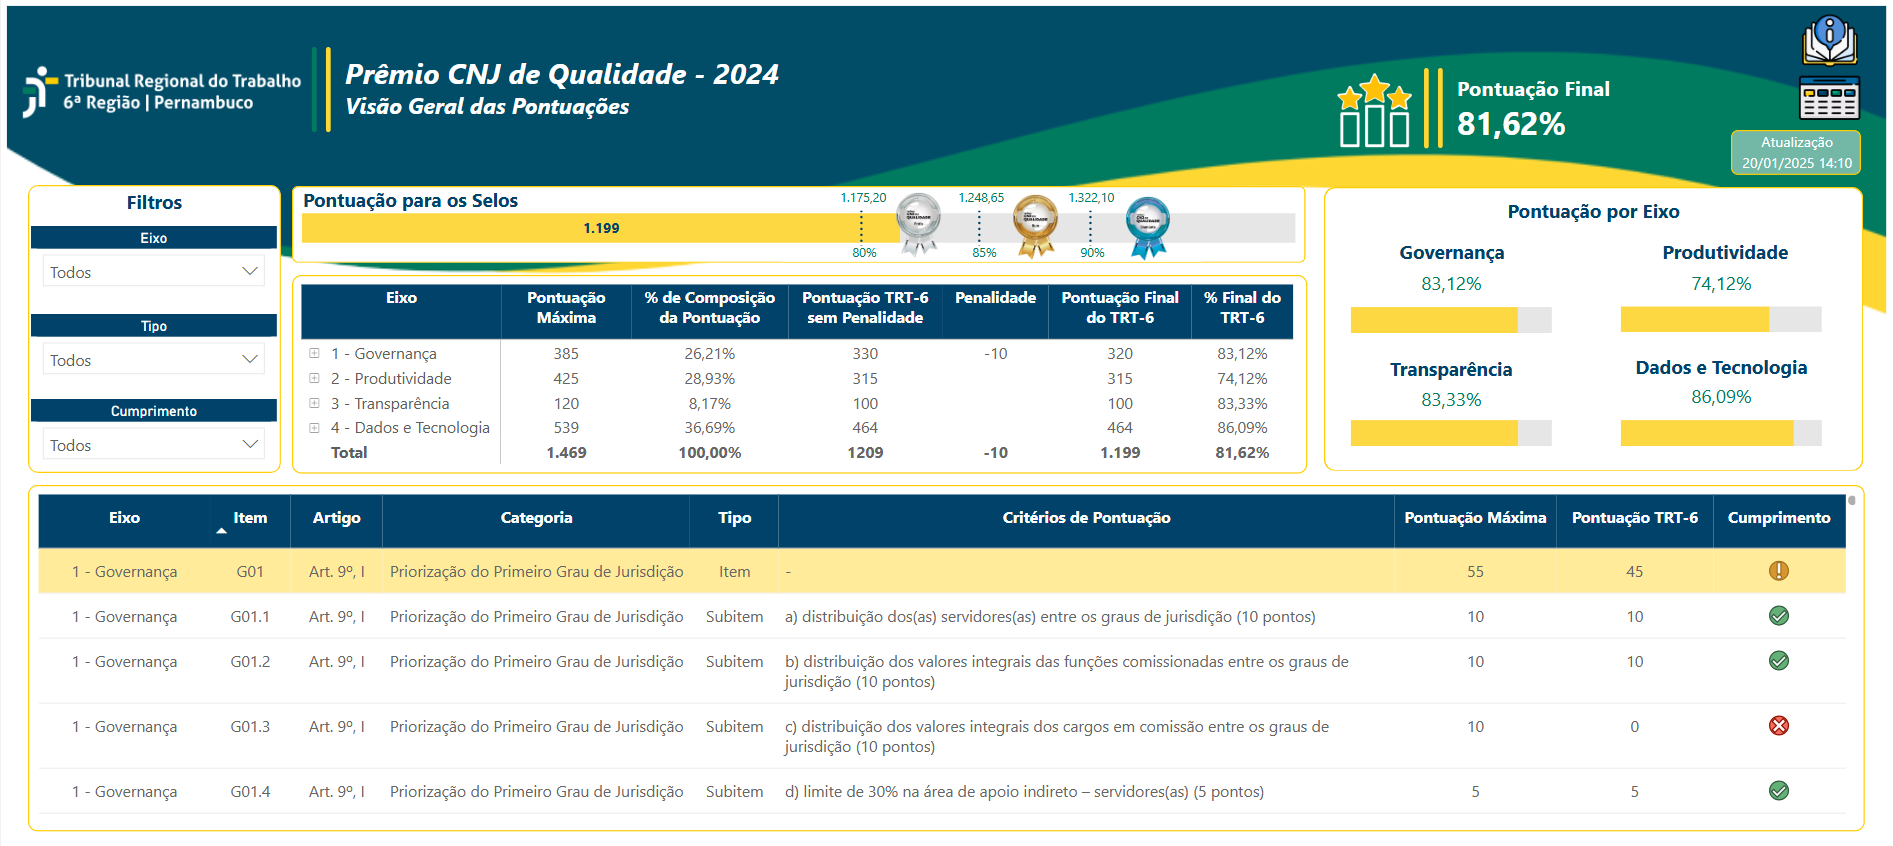 Tribunal Regional do Trabalho
6ª Região | Pernambuco
Prêmio CNJ de Qualidade - 2024
Visão Geral das Pontuações
Pontuação Final
81,62%
Atualização
20/01/2025 14:10
Filtros
Eixo
Todos
Tipo
Todos
Cumprimento
Todos
Pontuação para os Selos
1.199
1.175,20
80%
1.248,65
85%
1.322,10
90%
Eixo Pontuação Máxima % de Composição da Pontuação Pontuação TRT-6 sem Penalidade Penalidade Pontuação Final do TRT-6 % Final do TRT-6
1 - Governança 385 26,21% 330 -10 320 83,12%
2 - Produtividade 425 28,93% 315 315 74,12%
3 - Transparência 120 8,17% 100 100 83,33%
4 - Dados e Tecnologia 539 36,69% 464 464 86,09%
Total 1.469 100,00% 1209 -10 1.199 81,62%
Pontuação por Eixo
Governança
83,12%
Produtividade
74,12%
Transparência
83,33%
Dados e Tecnologia
86,09%
Eixo Item Artigo Categoria Tipo Critérios de Pontuação Pontuação Máxima Pontuação TRT-6 Cumprimento
1 - Governança G01 Art. 9º, I Priorização do Primeiro Grau de Jurisdição Item - 55 45
1 - Governança G01.1 Art. 9º, I Priorização do Primeiro Grau de Jurisdição Subitem a) distribuição dos(as) servidores(as) entre os graus de jurisdição (10 pontos) 10 10
1 - Governança G01.2 Art. 9º, I Priorização do Primeiro Grau de Jurisdição Subitem b) distribuição dos valores integrais das funções comissionadas entre os graus de
jurisdição (10 pontos) 10 10
1 - Governança G01.3 Art. 9º, I Priorização do Primeiro Grau de Jurisdição Subitem c) distribuição dos valores integrais dos cargos em comissão entre os graus de
jurisdição (10 pontos) 10 0
1 - Governança G01.4 Art. 9º, I Priorização do Primeiro Grau de Jurisdição Subitem d) limite de 30% na área de apoio indireto – servidores(as) (5 pontos) 5 5